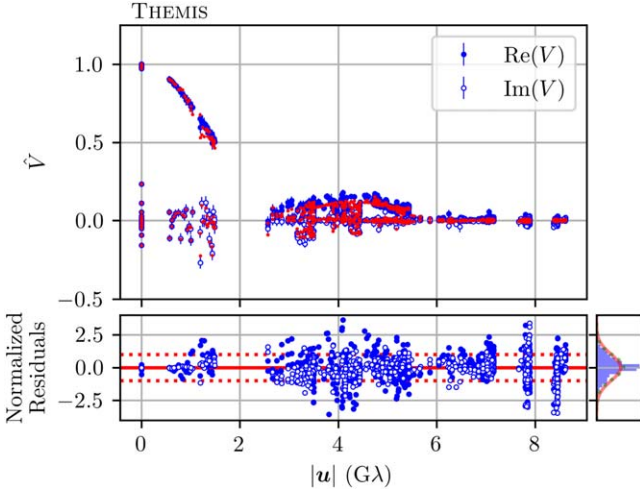 THEMIS
1.0
0.5
0.0
−0.5
V̂
Re(V)
Im(V)
2.5
0.0
−2.5
Normalized
Residuals
0 2 4 6 8
|u| (Gλ)